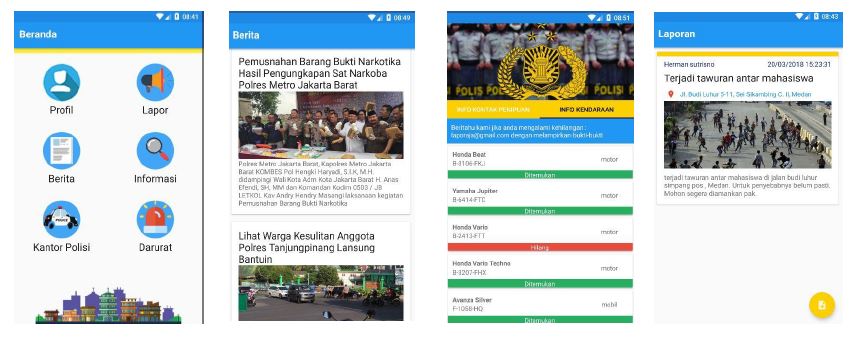 08:41
Beranda
Profil
Lapor
Berita
Informasi
Kantor Polisi
Darurat
08:49
Berita
Pemusnahan Barang Bukti Narkotika
Hasil Pengungkapan Sat Narkoba
Polres Metro Jakarta Barat
Polres Metro Jakarta Barat, Kapolres Metro Jakarta
Barat KOMBES Pol Hengki Haryadi, S.I.K, M.H.
didampingi Wali Kota Adm Kota Jakarta Barat H. Anas
Efendi, SH, MM dan Komandan Kodim 0503 / JB
LETKOL Kav Andry Hendry Masangi laksanaan kegiatan
Pemusnahan Barang Bukti Narkotika
Lihat Warga Kesulitan Anggota
Polres Tanjungpinang Lansung
Bantuin
08:51
INFO KONTAK PENIPUAN
INFO KENDARAAN
Beritahu kami jika anda mengalami kehilangan :
laporaja@gmail.com dengan melampirkan bukti-bukti
Honda Beat
B-3106-FKJ
motor
Ditemukan
Yamaha Jupiter
B-6414-FTC
motor
Ditemukan
Honda Vario
B-2413-FTT
motor
Hilang
Honda Vario Techno
B-3207-FHX
motor
Ditemukan
Avanza Silver
F-1058-HQ
mobil
Ditemukan
08:43
Laporan
Herman sutrisno
20/03/2018 15:23:31
Terjadi tawuran antar mahasiswa
Jl. Budi Luhur 5-11, Sei Sikambing C. II, Medan
terjadi tawuran antar mahasiswa di jalan budi luhur
simpang pos , Medan. Untuk penyebabnya belum pasti.
Mohon segera diamankan pak.